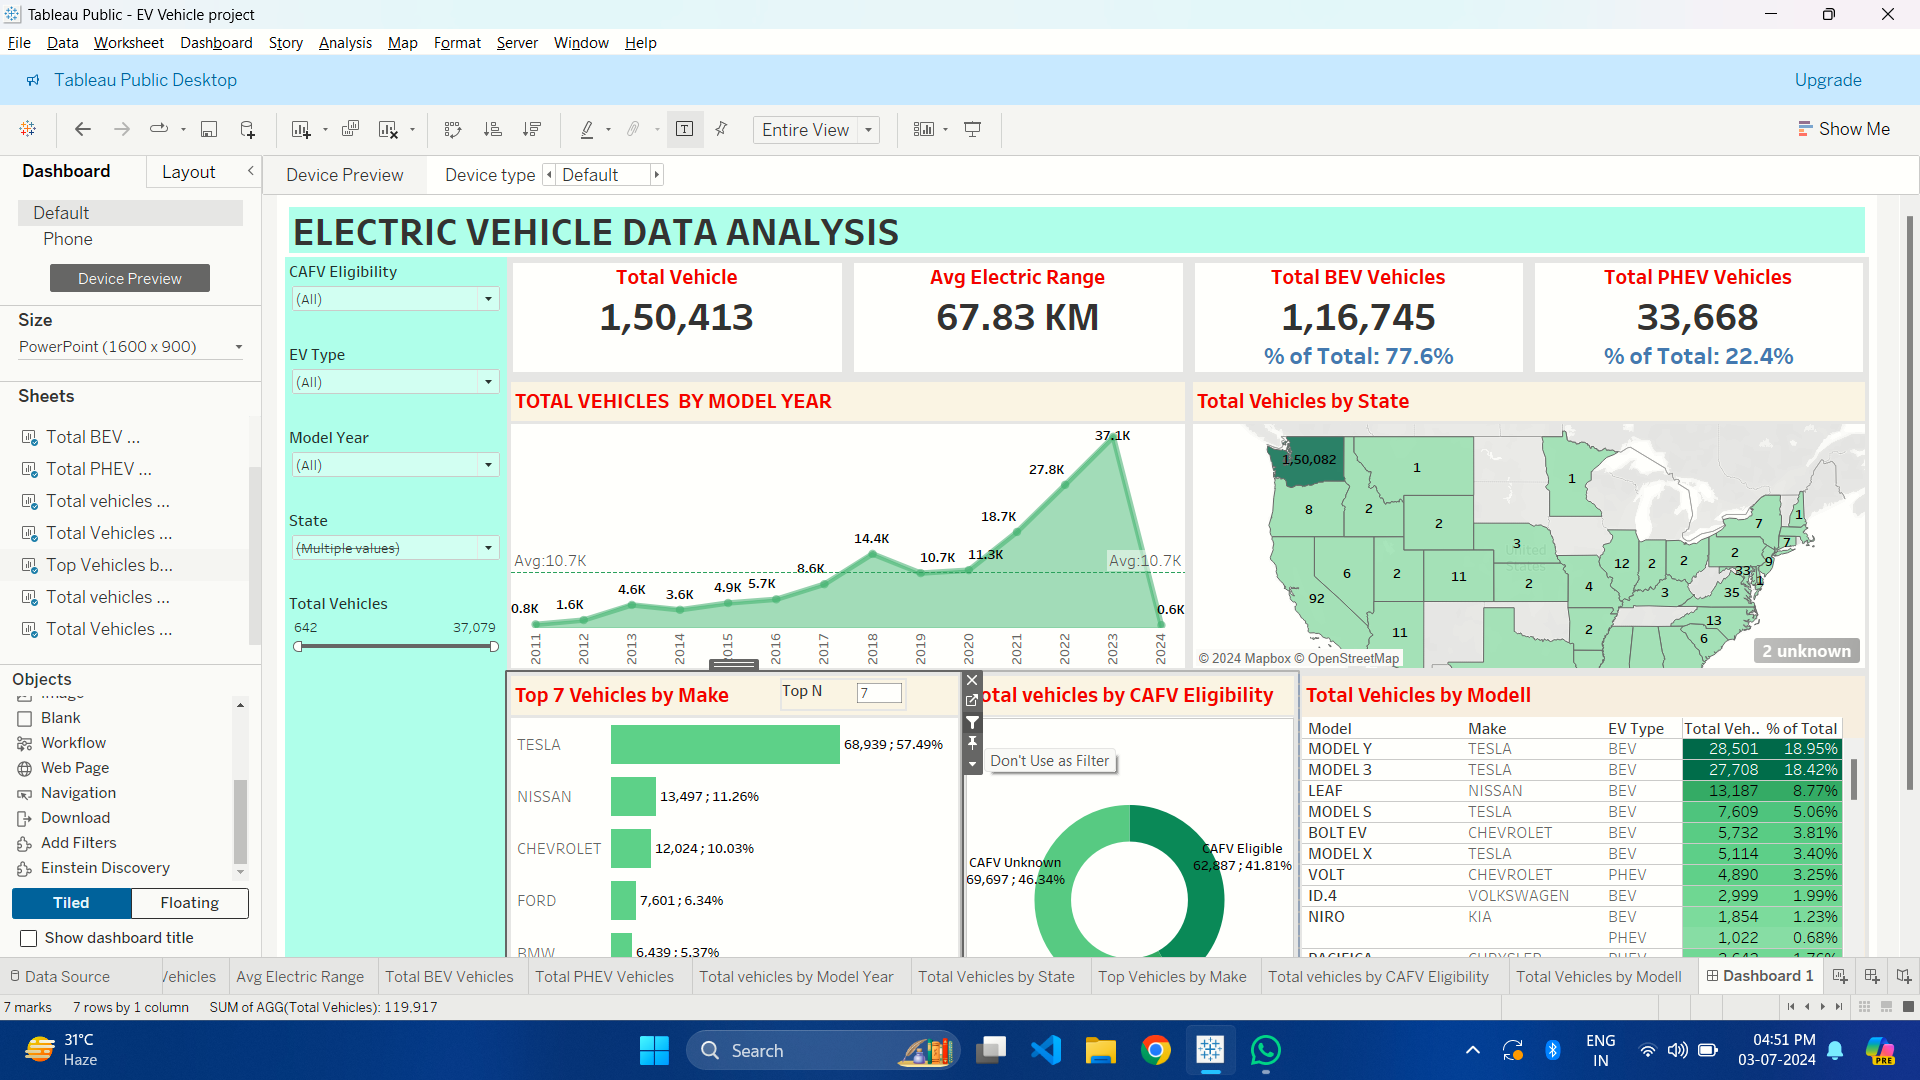 Tableau Public - EV Vehicle project
File Data Worksheet Dashboard Story Analysis Map Format Server Window Help
Tableau Public Desktop
Upgrade
Entire View
Show Me
Dashboard
Layout
Device Preview
Device type
Default
Default
Phone
Device Preview
Size
PowerPoint (1600 x 900)
Sheets
Total BEV ...
Total PHEV ...
Total vehicles ...
Total Vehicles ...
Top Vehicles b...
Total vehicles ...
Total Vehicles ...
Objects
Image
Blank
Workflow
Web Page
Navigation
Download
Add Filters
Einstein Discovery
Tiled
Floating
Show dashboard title
ELECTRIC VEHICLE DATA ANALYSIS
CAFV Eligibility
(All)
EV Type
(All)
Model Year
(All)
State
(Multiple values)
Total Vehicles
642
37,079
Total Vehicle
1,50,413
Avg Electric Range
67.83 KM
Total BEV Vehicles
1,16,745
% of Total: 77.6%
Total PHEV Vehicles
33,668
% of Total: 22.4%
TOTAL VEHICLES BY MODEL YEAR
37.1K
27.8K
18.7K
14.4K
10.7K
11.3K
8.6K
5.7K
4.9K
4.6K
3.6K
1.6K
0.8K
0.6K
Avg:10.7K
Avg:10.7K
2011
2012
2013
2014
2015
2016
2017
2018
2019
2020
2021
2022
2023
2024
Total Vehicles by State
1,50,082
1
1
8
2
2
7
1
3
7
6
2
11
2
12
2
2
2
9
33
1
92
4
3
35
11
2
13
6
United States
© 2024 Mapbox © OpenStreetMap
2 unknown
Top 7 Vehicles by Make
Top N
7
TESLA
68,939 ; 57.49%
NISSAN
13,497 ; 11.26%
CHEVROLET
12,024 ; 10.03%
FORD
7,601 ; 6.34%
BMW
6,439 ; 5.37%
Don't Use as Filter
otal vehicles by CAFV Eligibility
CAFV Unknown
69,697 ; 46.34%
CAFV Eligible
62,887 ; 41.81%
Total Vehicles by Modell
Model Make EV Type Total Veh.. % of Total
MODEL Y TESLA BEV 28,501 18.95%
MODEL 3 TESLA BEV 27,708 18.42%
LEAF NISSAN BEV 13,187 8.77%
MODEL S TESLA BEV 7,609 5.06%
BOLT EV CHEVROLET BEV 5,732 3.81%
MODEL X TESLA BEV 5,114 3.40%
VOLT CHEVROLET PHEV 4,890 3.25%
ID.4 VOLKSWAGEN BEV 2,999 1.99%
NIRO KIA BEV 1,854 1.23%
PHEV 1,022 0.68%
PACIFICA CHRYSLER PHEV 2,643 1.76%
Data Source
Vehicles
Avg Electric Range
Total BEV Vehicles
Total PHEV Vehicles
Total vehicles by Model Year
Total Vehicles by State
Top Vehicles by Make
Total vehicles by CAFV Eligibility
Total Vehicles by Modell
Dashboard 1
7 marks 7 rows by 1 column SUM of AGG(Total Vehicles): 119,917
31°C
Haze
Search
ENG
IN
04:51 PM
03-07-2024
PRE